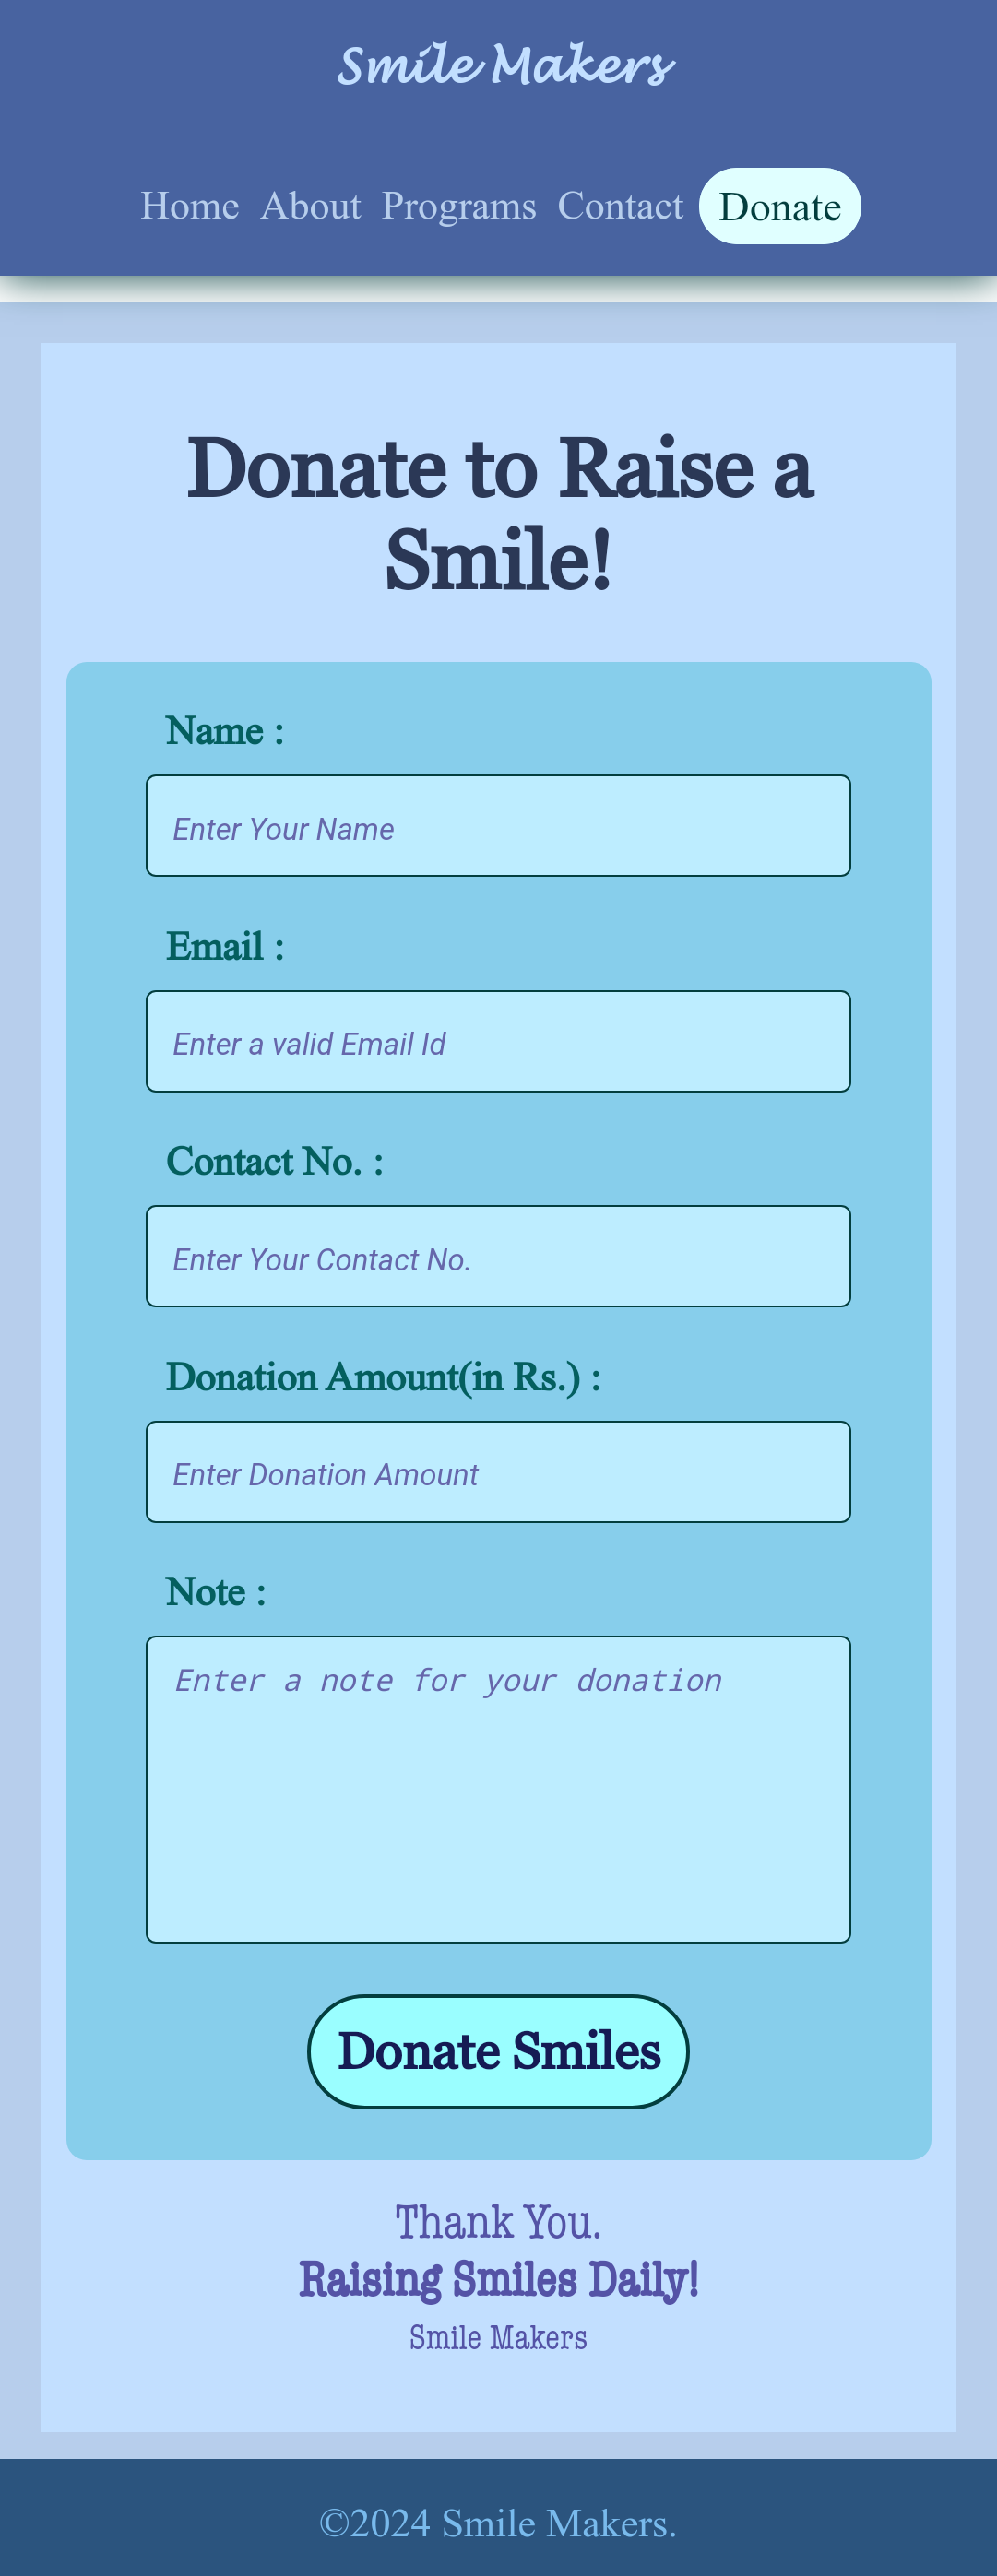 Smile Makers
Home About Programs Contact Donate
Donate to Raise a
Smile!
Name :
Enter Your Name
Email :
Enter a valid Email Id
Contact No. :
Enter Your Contact No.
Donation Amount(in Rs.) :
Enter Donation Amount
Note :
Enter a note for your donation
Donate Smiles
Thank You.
Raising Smiles Daily!
Smile Makers
©2024 Smile Makers.